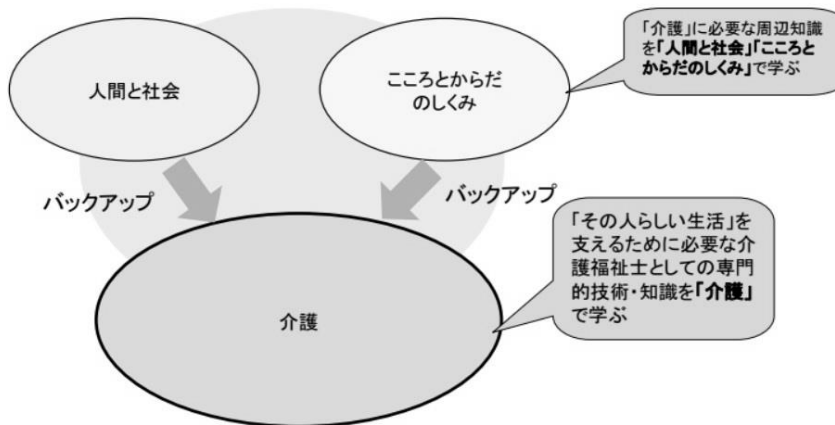 人間と社会
こころとからだ
のしくみ
「介護」に必要な周辺知識
を「人間と社会」「こころと
からだのしくみ」で学ぶ
バックアップ
バックアップ
介護
「その人らしい生活」を
支えるために必要な介
護福祉士としての専門
的技術・知識を「介護」
で学ぶ